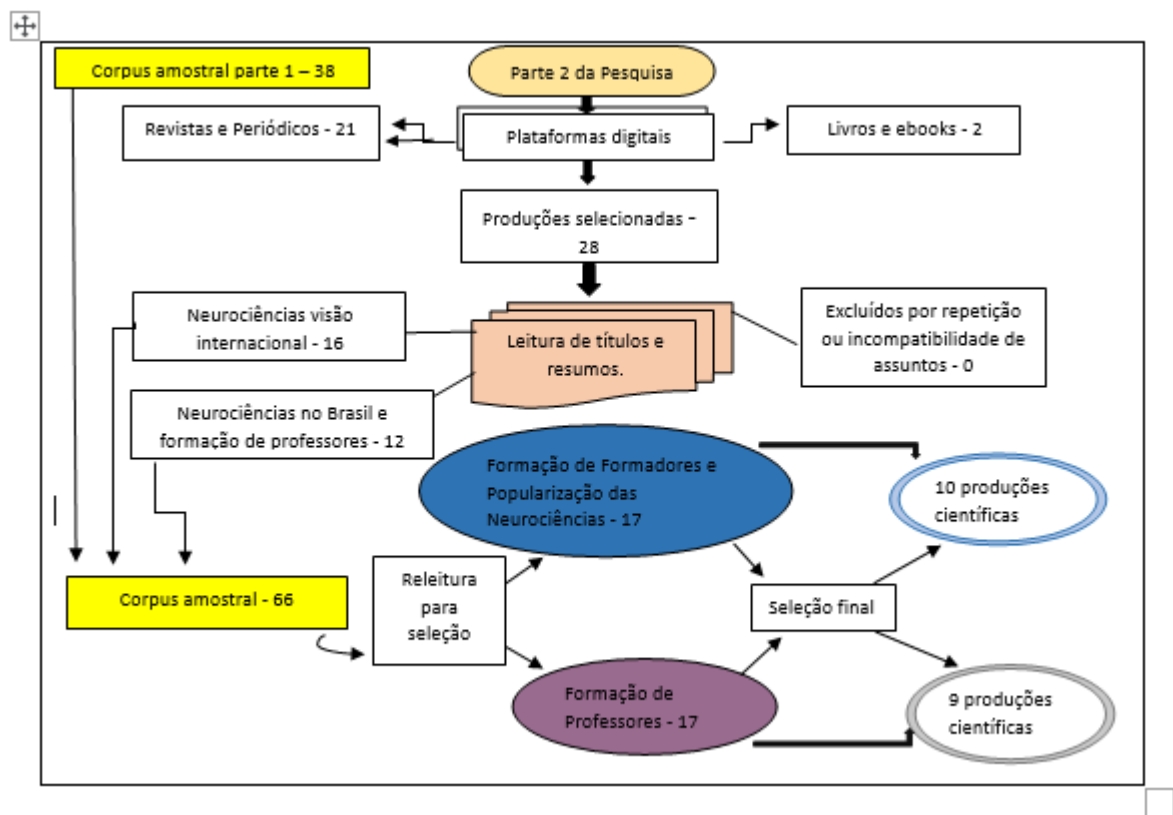 Corpus amostral parte 1 – 38
Parte 2 da Pesquisa
Revistas e Periódicos - 21
Plataformas digitais
Livros e ebooks - 2
Produções selecionadas -
28
Neurociências visão
internacional - 16
Leitura de títulos e
resumos.
Excluídos por repetição
ou incompatibilidade de
assuntos - 0
Neurociências no Brasil e
formação de professores - 12
Formação de Formadores e
Popularização das
Neurociências - 17
10 produções
científicas
Corpus amostral - 66
Releitura
para
seleção
Seleção final
Formação de
Professores - 17
9 produções
científicas